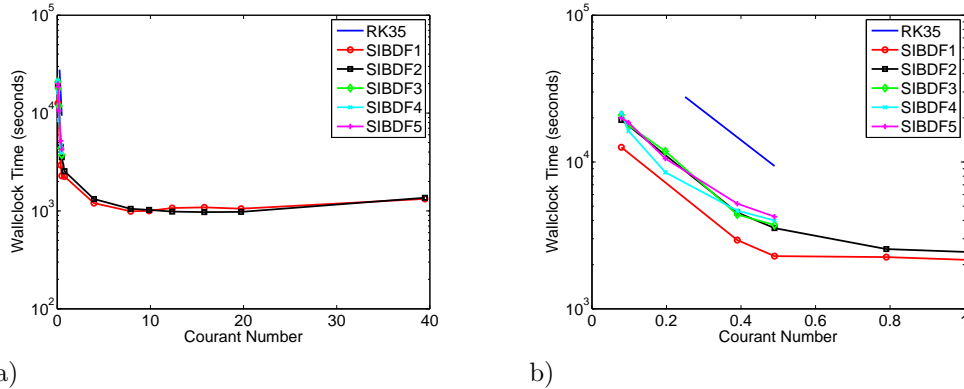 10^5
10^4
10^3
10^2
Wallclock Time (seconds)
0 10 20 30 40
Courant Number
RK35
SIBDF1
SIBDF2
SIBDF3
SIBDF4
SIBDF5
a)
10^5
10^4
10^3
Wallclock Time (seconds)
0 0.2 0.4 0.6 0.8 1
Courant Number
RK35
SIBDF1
SIBDF2
SIBDF3
SIBDF4
SIBDF5
b)